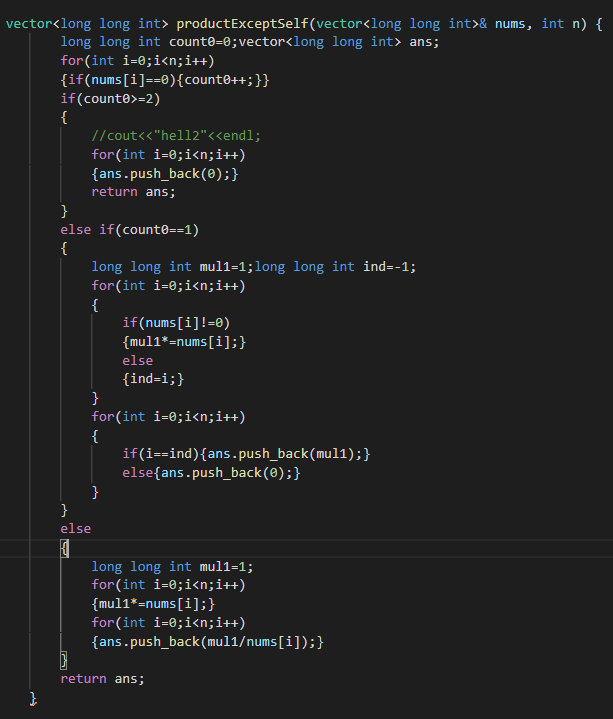 vector<long long int> productExceptSelf(vector<long long int>& nums, int n) {
long long int count0=0;vector<long long int> ans;
for(int i=0;i<n;i++)
{if(nums[i]==0){count0++;}}
if(count0>=2)
{
//cout<<"hell2"<<endl;
for(int i=0;i<n;i++)
{ans.push_back(0);}
return ans;
}
else if(count0==1)
{
long long int mul1=1;long long int ind=-1;
for(int i=0;i<n;i++)
{
if(nums[i]!=0)
{mul1*=nums[i];}
else
{ind=i;}
}
for(int i=0;i<n;i++)
{
if(i==ind){ans.push_back(mul1);}
else{ans.push_back(0);}
}
}
else
{
long long int mul1=1;
for(int i=0;i<n;i++)
{mul1*=nums[i];}
for(int i=0;i<n;i++)
{ans.push_back(mul1/nums[i]);}
}
return ans;
}